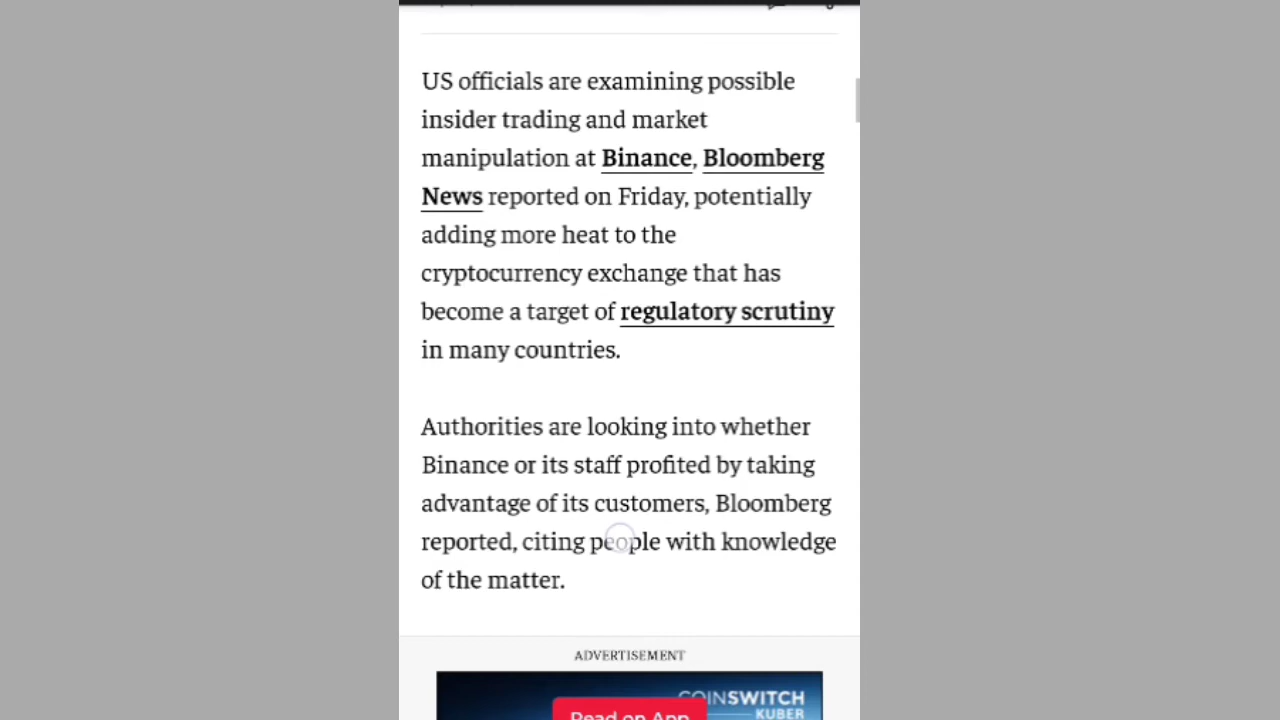 US officials are examining possible
insider trading and market
manipulation at Binance, Bloomberg
News reported on Friday, potentially
adding more heat to the
cryptocurrency exchange that has
become a target of regulatory scrutiny
in many countries.
Authorities are looking into whether
Binance or its staff profited by taking
advantage of its customers, Bloomberg
reported, citing people with knowledge
of the matter.
ADVERTISEMENT
COINSWITCH
KUBER
Read on App